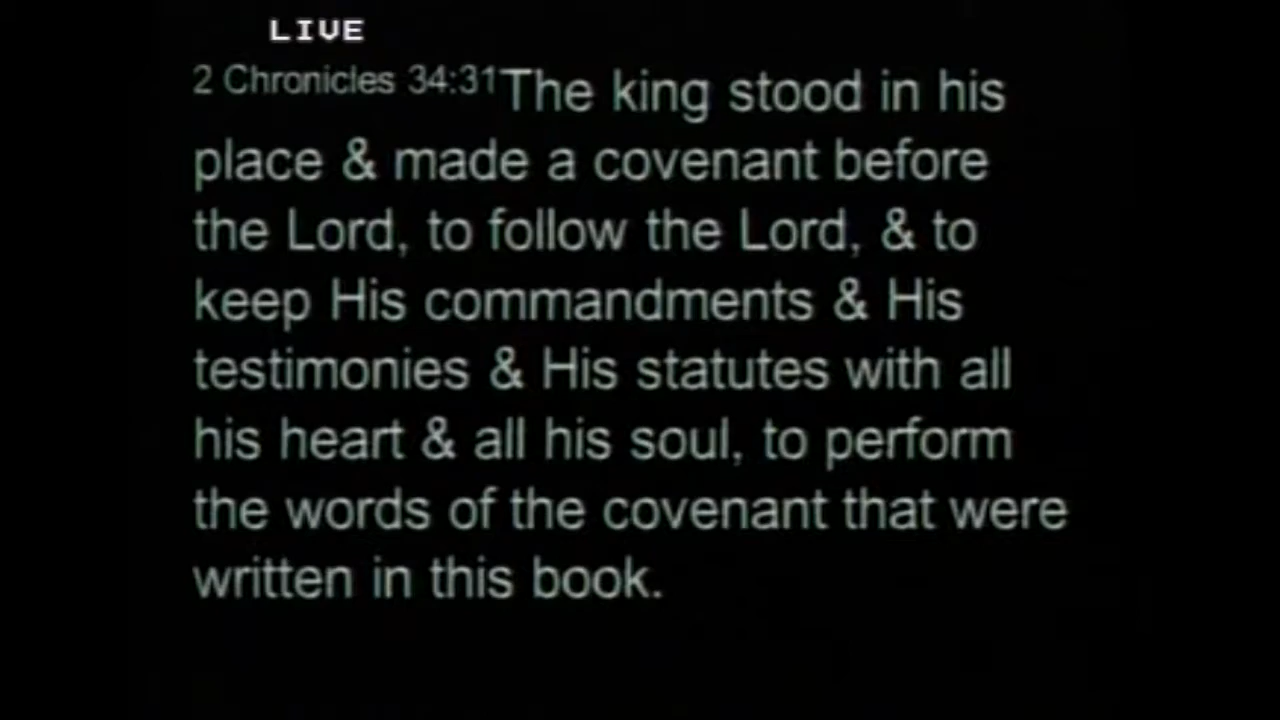 LIVE
2 Chronicles 34:31 The king stood in his
place & made a covenant before
the Lord, to follow the Lord, & to
keep His commandments & His
testimonies & His statutes with all
his heart & all his soul, to perform
the words of the covenant that were
written in this book.